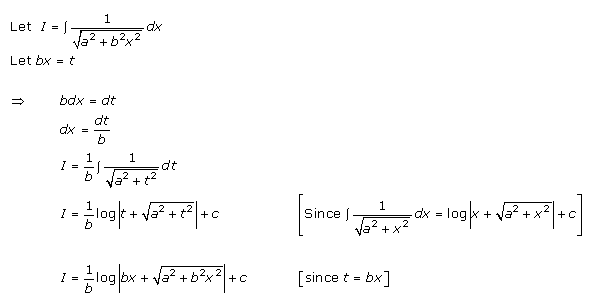 Let I = ∫ 1/√(a² + b²x²) dx
Let bx = t
⇒ bdx = dt
dx = dt/b
I = 1/b ∫ 1/√(a² + t²) dt
I = 1/b log|t + √(a² + t²)| + c [Since ∫ 1/√(a² + x²) dx = log|x + √(a² + x²)| + c]
I = 1/b log|bx + √(a² + b²x²)| + c [since t = bx]